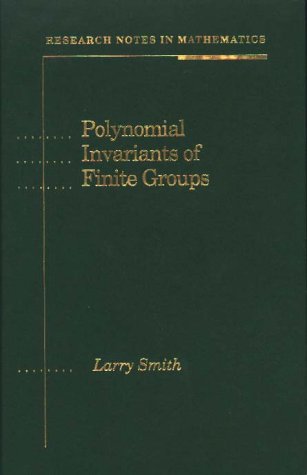 RESEARCH NOTES IN MATHEMATICS
Polynomial
Invariants of
Finite Groups
Larry Smith